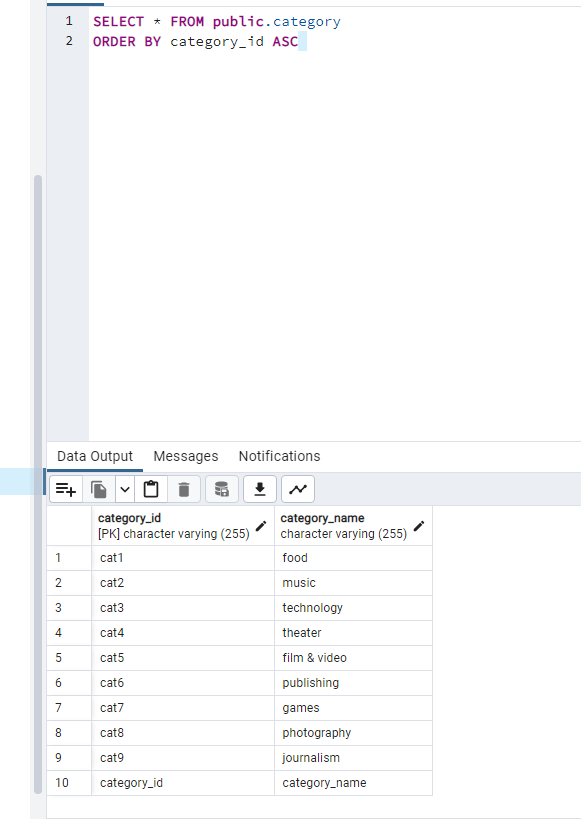 1 SELECT * FROM public.category
2 ORDER BY category_id ASC
Data Output Messages Notifications
category_id category_name
[PK] character varying (255) character varying (255)
1 cat1 food
2 cat2 music
3 cat3 technology
4 cat4 theater
5 cat5 film & video
6 cat6 publishing
7 cat7 games
8 cat8 photography
9 cat9 journalism
10 category_id category_name